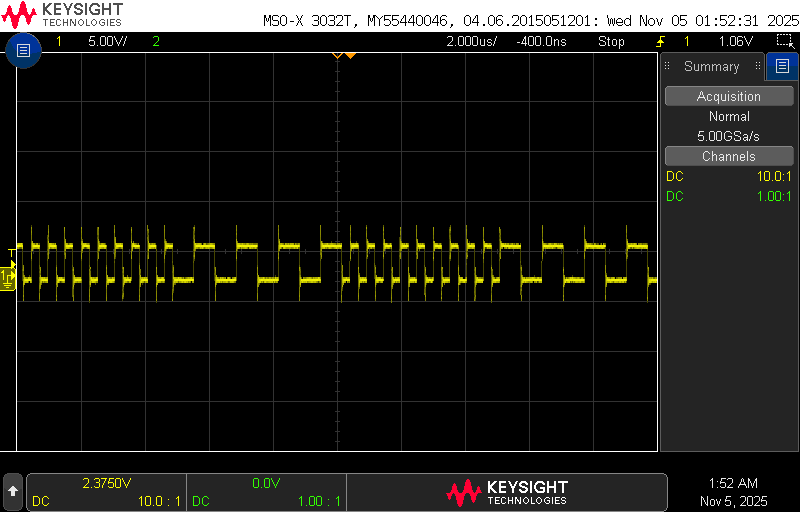 KEYSIGHT
TECHNOLOGIES
MSO-X 3032T, MY55440046, 04.06.2015051201: Wed Nov 05 01:52:31 2025
1 5.00V/ 2 2.000us/ -400.0ns Stop 1 1.06V
Summary
Acquisition
Normal
5.00GSa/s
Channels
DC 10.0:1
DC 1.00:1
T
1
2.3750V 0.0V
DC 10.0 : 1 DC 1.00 : 1
KEYSIGHT
TECHNOLOGIES
1:52 AM
Nov 5, 2025